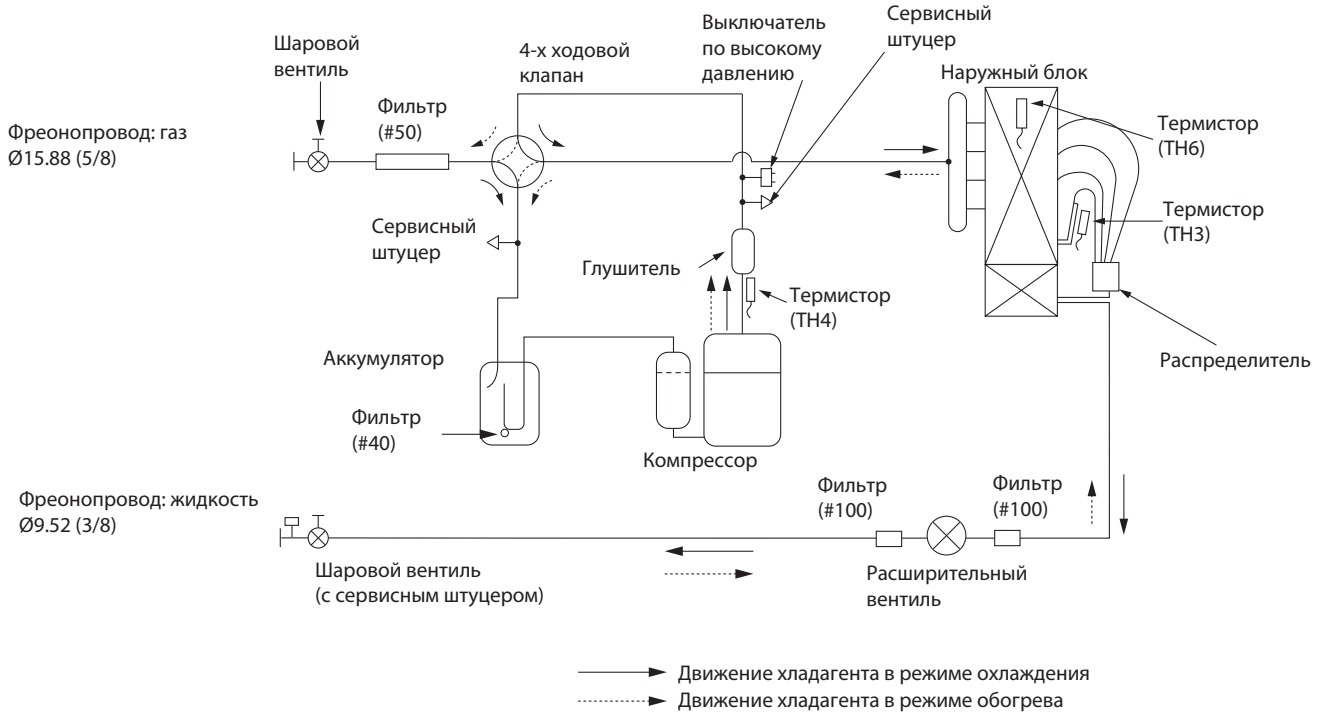 Выключатель
по высокому
давлению
Сервисный
штуцер
Шаровой
вентиль
4-х ходовой
клапан
Наружный блок
Фильтр
(#50)
Фреонопровод: газ
Ø15.88 (5/8)
Термистор
(TH6)
Термистор
(TH3)
Сервисный
штуцер
Глушитель
Термистор
(TH4)
Аккумулятор
Распределитель
Фильтр
(#40)
Компрессор
Фреонопровод: жидкость
Ø9.52 (3/8)
Фильтр
(#100)
Фильтр
(#100)
Шаровой вентиль
(с сервисным штуцером)
Расширительный
вентиль
Движение хладагента в режиме охлаждения
Движение хладагента в режиме обогрева